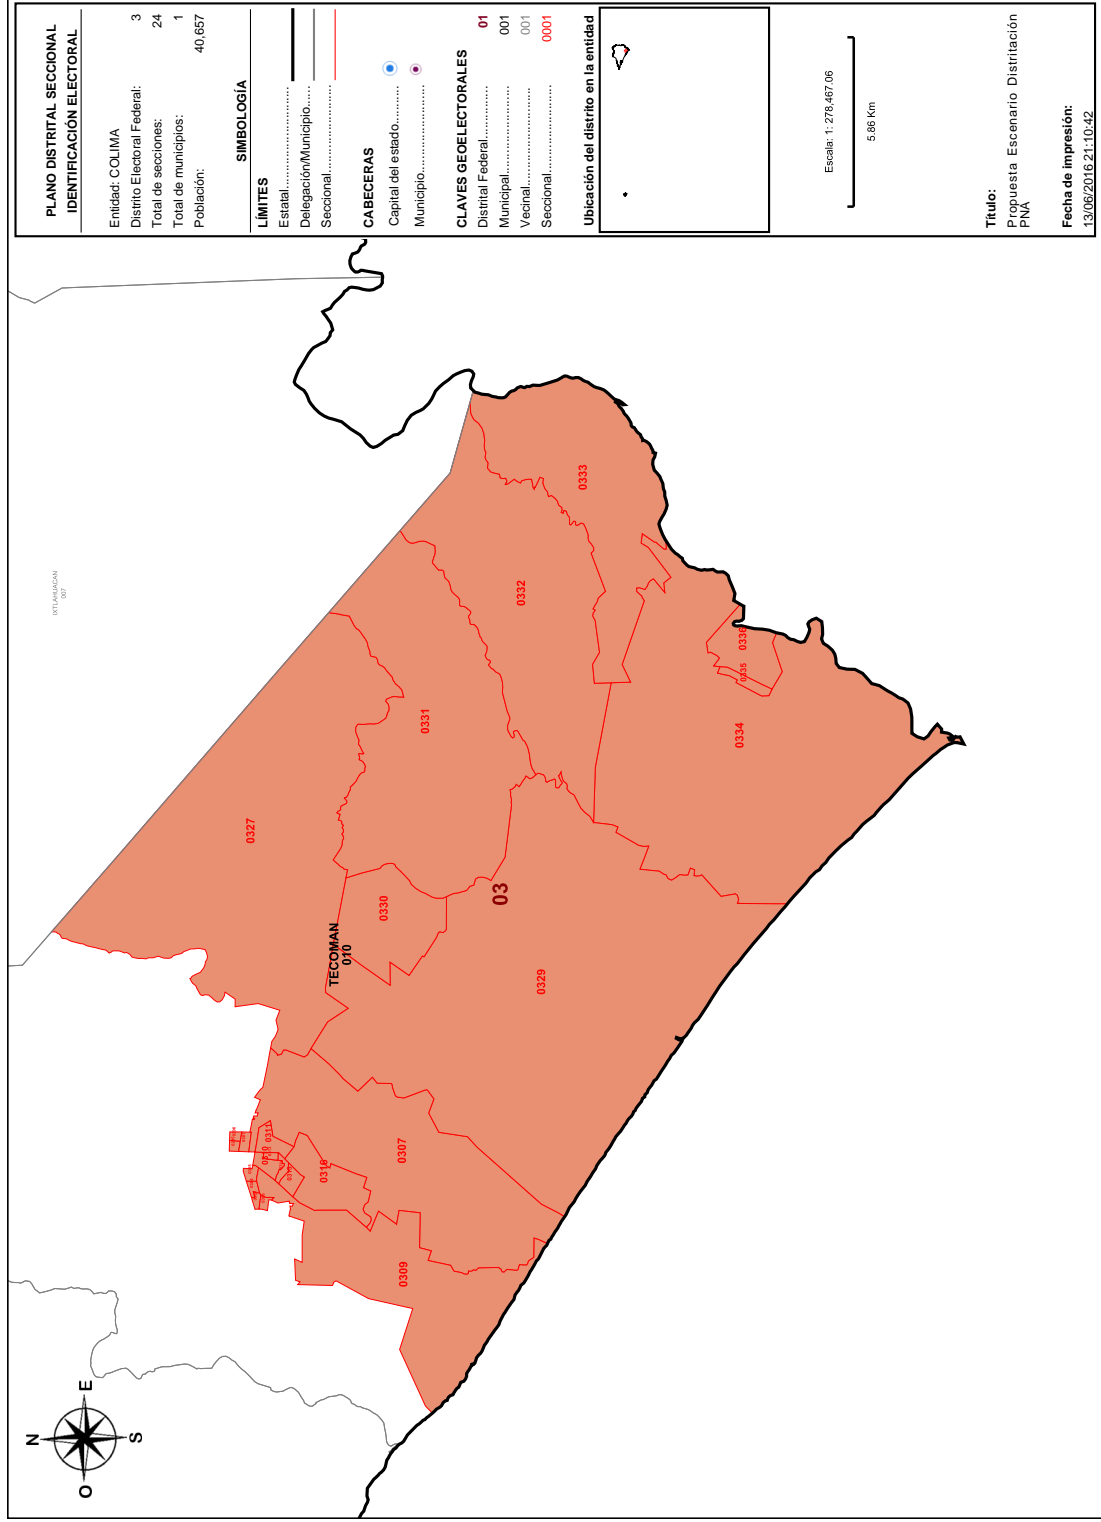 PLANO DISTRITAL SECCIONAL
IDENTIFICACIÓN ELECTORAL
Entidad: COLIMA
Distrito Electoral Federal: 3
Total de secciones: 24
Total de municipios: 1
Población: 40,657
SIMBOLOGÍA
LÍMITES
Estatal
Delegación/Municipio
Seccional
CABECERAS
Capital del estado
Municipio
CLAVES GEOELECTORALES
Distrital Federal 01
Municipal 001
Vecinal 001
Seccional 0001
Ubicación del distrito en la entidad
Escala: 1: 278,467.06
5.86 Km
Título:
Propuesta Escenario Distritación
PNA
Fecha de impresión:
13/06/2016 21:10:42
N
O
E
S
IXTLAHUACAN
007
0327
TECOMAN
010
0330
0331
0332
0333
03
0329
0334
0335
0336
0311
0310
0316
0307
0309